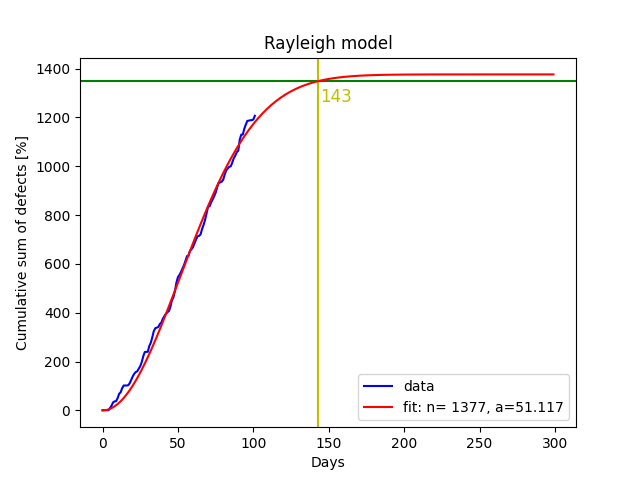 Rayleigh model
Cumulative sum of defects [%]
1400
1200
1000
800
600
400
200
0
143
data
fit: n= 1377, a=51.117
0 50 100 150 200 250 300
Days